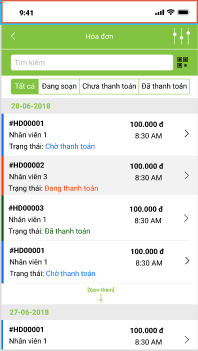 9:41
Hóa đơn
Tìm kiếm
Tất cả Đang soạn Chưa thanh toán Đã thanh toán
28-06-2018
#HD00001 100.000 đ
Nhân viên 1 8:30 AM
Trạng thái: Chờ thanh toán
#HD00002 100.000 đ
Nhân viên 3 8:30 AM
Trạng thái: Đang thanh toán
#HD00003 100.000 đ
Nhân viên 2 8:30 AM
Trạng thái: Đã thanh toán
#HD00001 100.000 đ
Nhân viên 1 8:30 AM
Trạng thái: Chờ thanh toán
[Xem thêm]
27-06-2018
#HD00001 100.000 đ
Nhân viên 1 8:30 AM